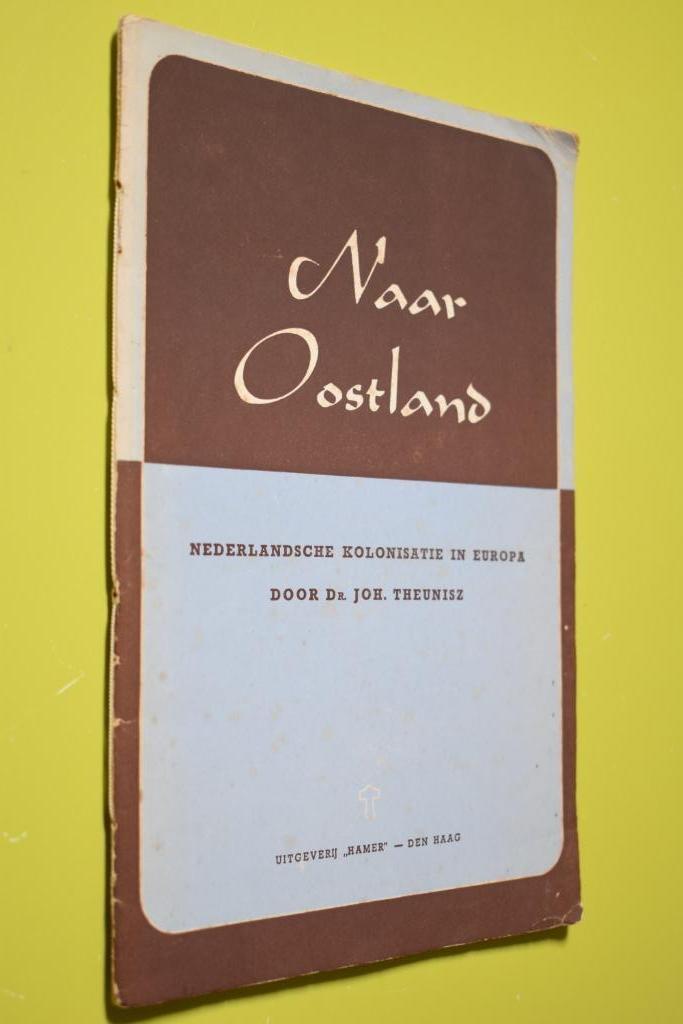 Naar
Oostland
NEDERLANDSCHE KOLONISATIE IN EUROPA
DOOR DR. JOH. THEUNISZ
UITGEVERIJ „HAMER” — DEN HAAG